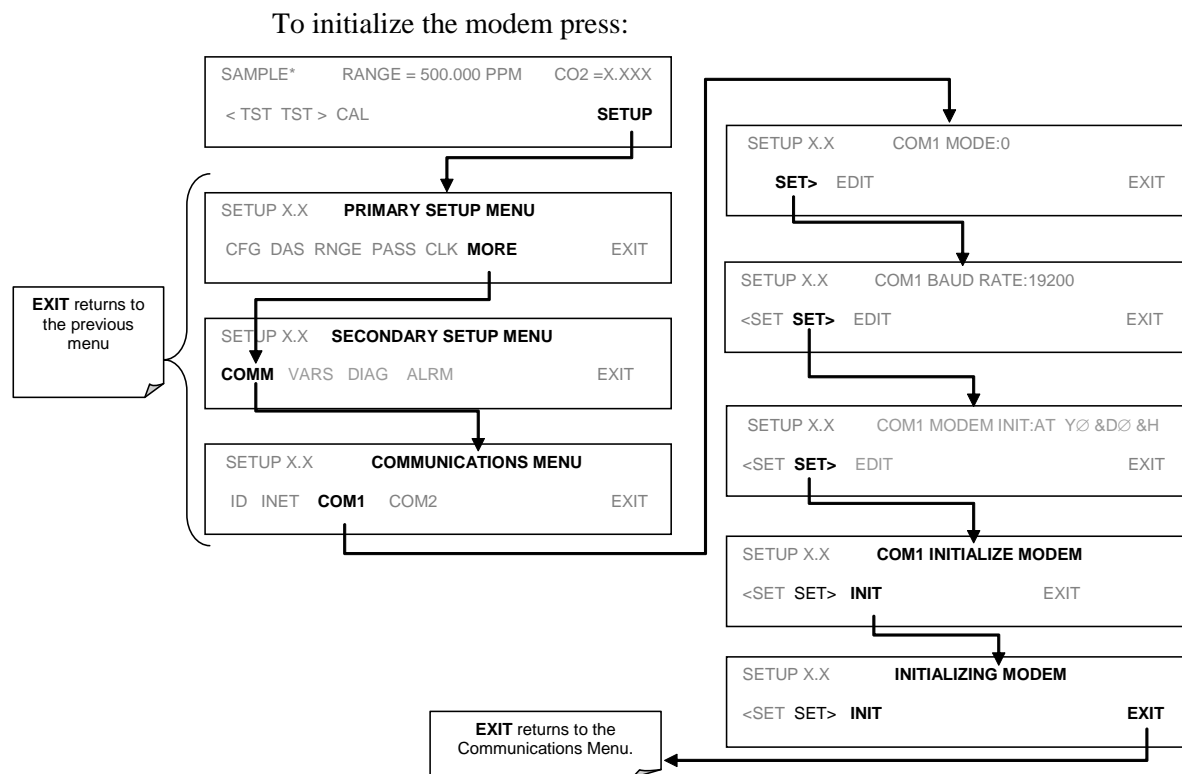 To initialize the modem press:
SAMPLE* RANGE = 500.000 PPM CO2 =X.XXX
< TST TST > CAL SETUP
SETUP X.X PRIMARY SETUP MENU
CFG DAS RNGE PASS CLK MORE EXIT
EXIT returns to
the previous
menu
SETUP X.X SECONDARY SETUP MENU
COMM VARS DIAG ALRM EXIT
SETUP X.X COMMUNICATIONS MENU
ID INET COM1 COM2 EXIT
SETUP X.X COM1 MODE:0
SET> EDIT EXIT
SETUP X.X COM1 BAUD RATE:19200
<SET SET> EDIT EXIT
SETUP X.X COM1 MODEM INIT:AT Y∅ &D∅ &H
<SET SET> EDIT EXIT
SETUP X.X COM1 INITIALIZE MODEM
<SET SET> INIT EXIT
SETUP X.X INITIALIZING MODEM
<SET SET> INIT EXIT
EXIT returns to the
Communications Menu.